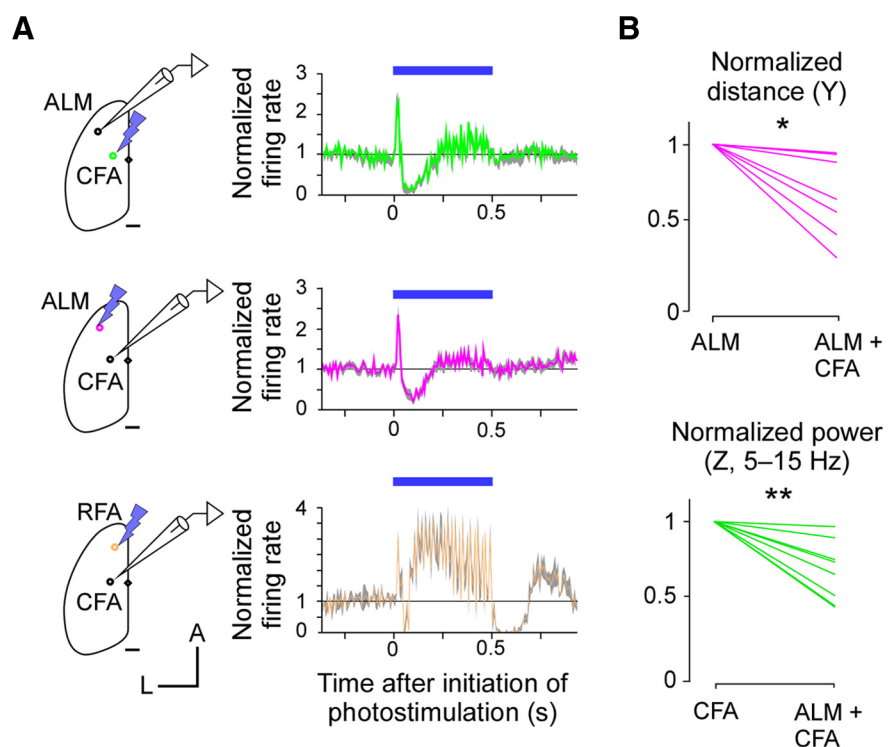 A
ALM
CFA
Normalized
firing rate
3
2
1
0
0
0.5
ALM
CFA
Normalized
firing rate
3
2
1
0
0
0.5
RFA
CFA
A
L
Normalized
firing rate
4
1
0
0
0.5
Time after initiation of
photostimulation (s)
B
Normalized
distance (Y)
*
1
0.5
0
ALM
ALM +
CFA
Normalized power
(Z, 5–15 Hz)
**
1
0.5
0
CFA
ALM +
CFA